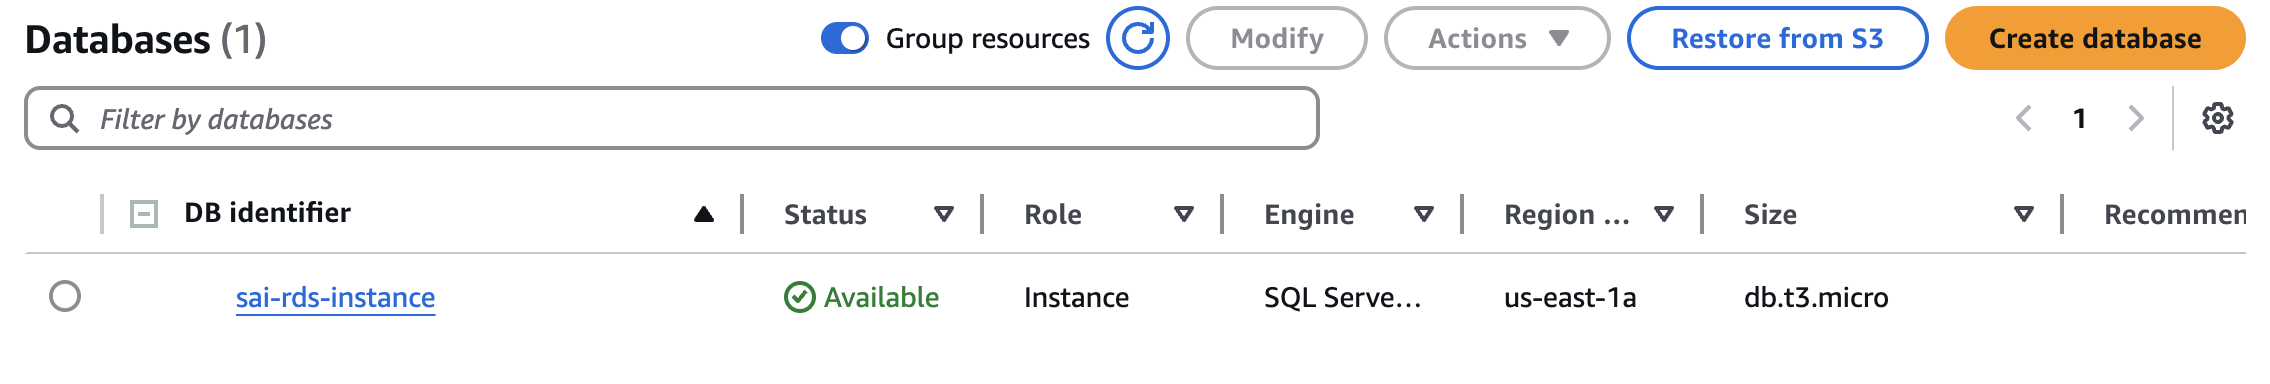 Databases (1) Group resources Modify Actions Restore from S3 Create database
Filter by databases 1
DB identifier Status Role Engine Region ... Size Recommen
sai-rds-instance Available Instance SQL Serve... us-east-1a db.t3.micro